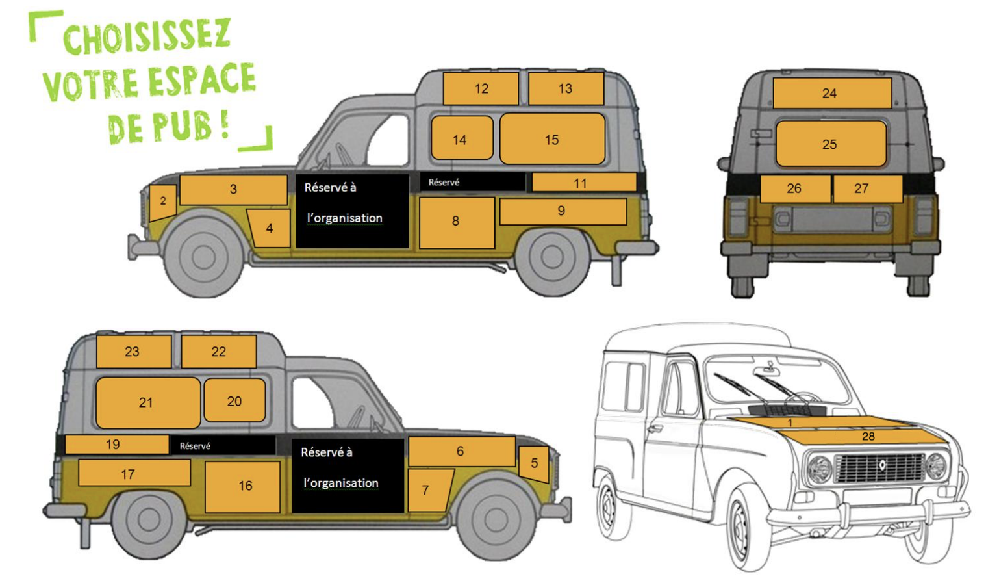 CHOISISSEZ
VOTRE ESPACE
DE PUB !
12
13
14
15
2
3
4
Réservé à
l'organisation
Réservé
11
8
9
24
25
26
27
23
22
21
20
19
Réservé
17
16
Réservé à
l'organisation
6
5
7
1
28